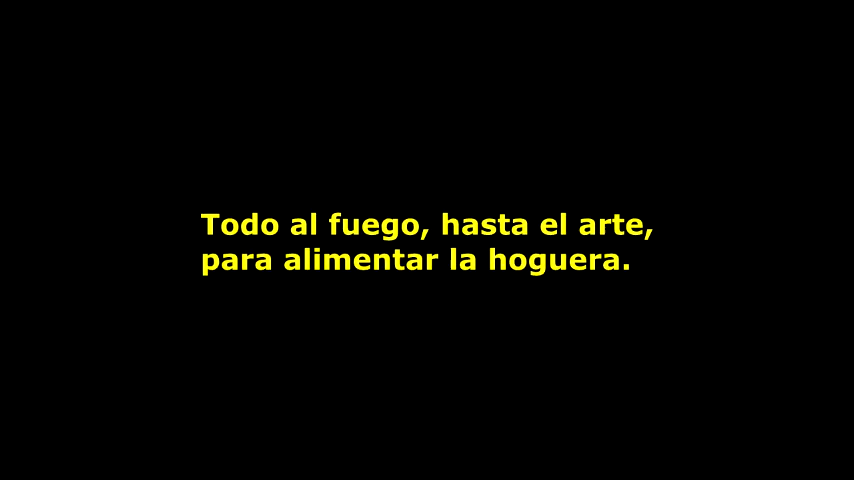 Todo al fuego, hasta el arte,
para alimentar la hoguera.